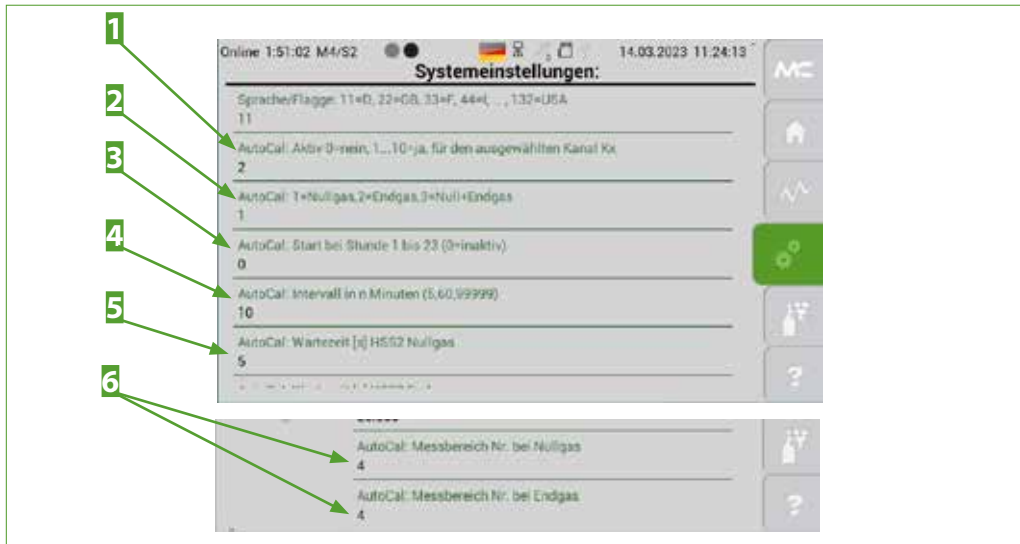 1
2
3
4
5
6
Online 1:51:02 M4/S2
14.03.2023 11:24:13
Systemeinstellungen:
Sprache/Flagge: 11=D, 22=GB, 33=F, 44=I, ... , 132=USA
11
AutoCal: Aktiv 0=nein, 1...10=ja, für den ausgewählten Kanal Kx
2
AutoCal: 1=Nullgas,2=Endgas,3=Null+Endgas
1
AutoCal: Start bei Stunde 1 bis 23 (0=inaktiv)
0
AutoCal: Intervall in n Minuten (5,60,99999)
10
AutoCal: Wartezeit [s] HSS2 Nullgas
5
MC
?
AutoCal: Messbereich Nr. bei Nullgas
4
AutoCal: Messbereich Nr. bei Endgas
4
?